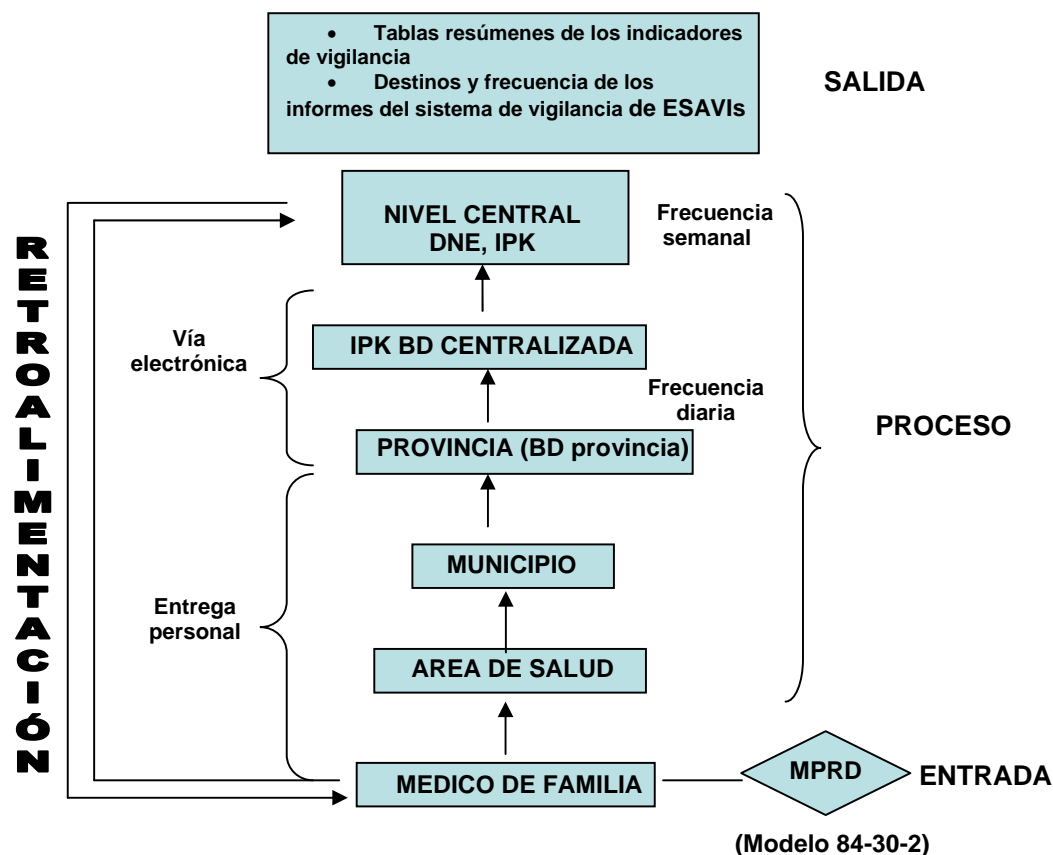 • Tablas resúmenes de los indicadores
de vigilancia
• Destinos y frecuencia de los
informes del sistema de vigilancia de ESAVIs
SALIDA
NIVEL CENTRAL
DNE, IPK
Frecuencia
semanal
RETROALIMENTACIÓN
Vía
electrónica
IPK BD CENTRALIZADA
Frecuencia
diaria
PROCESO
PROVINCIA (BD provincia)
MUNICIPIO
Entrega
personal
AREA DE SALUD
MEDICO DE FAMILIA
MPRD
ENTRADA
(Modelo 84-30-2)